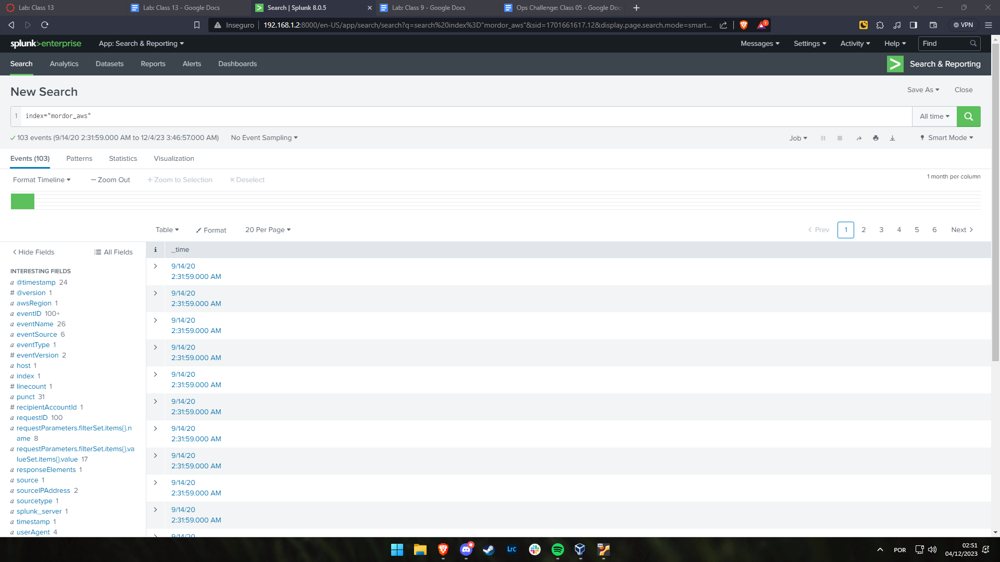 Lab: Class 13
Lab: Class 13 - Google Docs
Search | Splunk 8.0.5
Lab: Class 9 - Google Docs
Ops Challenge: Class 05 - Google Doc
Inseguro
192.168.1.2:8000/en-US/app/search/search?q=search%20index%3D"mordor_aws"&sid=1701661617.12&display.page.search.mode=smart...
1
VPN
splunk>enterprise
App: Search & Reporting
Messages
Settings
Activity
Help
Find
Search
Analytics
Datasets
Reports
Alerts
Dashboards
Search & Reporting
New Search
Save As
Close
1
index="mordor_aws"
All time
103 events (9/14/20 2:31:59.000 AM to 12/4/23 3:46:57.000 AM)
No Event Sampling
Job
Smart Mode
Events (103)
Patterns
Statistics
Visualization
Format Timeline
— Zoom Out
+ Zoom to Selection
× Deselect
1 month per column
Table
Format
20 Per Page
< Prev
1
2
3
4
5
6
Next >
< Hide Fields
All Fields
i
_time
INTERESTING FIELDS
a @timestamp 24
# @version 1
a awsRegion 1
a eventID 100+
a eventName 26
a eventSource 6
a eventType 1
# eventVersion 2
a host 1
a index 1
# linecount 1
a punct 31
# recipientAccountId 1
a requestID 100
a requestParameters.filterSet.items{}.n
ame 8
a requestParameters.filterSet.items{}.va
lueSet.items{}.value 17
a responseElements 1
a source 1
a sourceIPAddress 2
a sourcetype 1
a splunk_server 1
a timestamp 1
a userAgent 4
9/14/20
2:31:59.000 AM
9/14/20
2:31:59.000 AM
9/14/20
2:31:59.000 AM
9/14/20
2:31:59.000 AM
9/14/20
2:31:59.000 AM
9/14/20
2:31:59.000 AM
9/14/20
2:31:59.000 AM
9/14/20
2:31:59.000 AM
9/14/20
2:31:59.000 AM
9/14/20
2:31:59.000 AM
9/14/20
Lrc
64
POR
02:51
04/12/2023